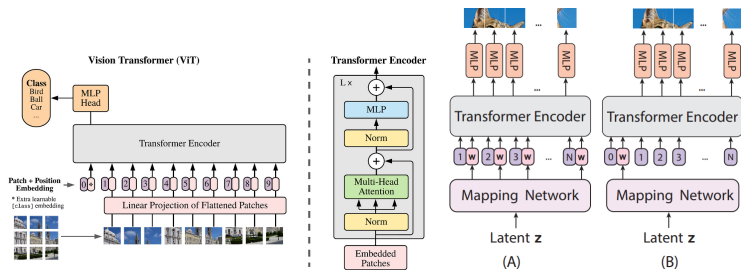 Vision Transformer (ViT)
Class
Bird
Ball
Car
...
MLP
Head
Transformer Encoder
Patch + Position
Embedding
* Extra learnable
[class] embedding
0 *
1
2
3
4
5
6
7
8
9
Linear Projection of Flattened Patches
Transformer Encoder
L x
+
MLP
Norm
+
Multi-Head
Attention
Norm
Embedded
Patches
...
MLP
MLP
MLP
...
MLP
Transformer Encoder
1 w
2 w
3 w
...
N w
Mapping Network
Latent z
(A)
...
MLP
MLP
MLP
...
MLP
Transformer Encoder
0 w
1
2
3
...
N
Mapping Network
Latent z
(B)